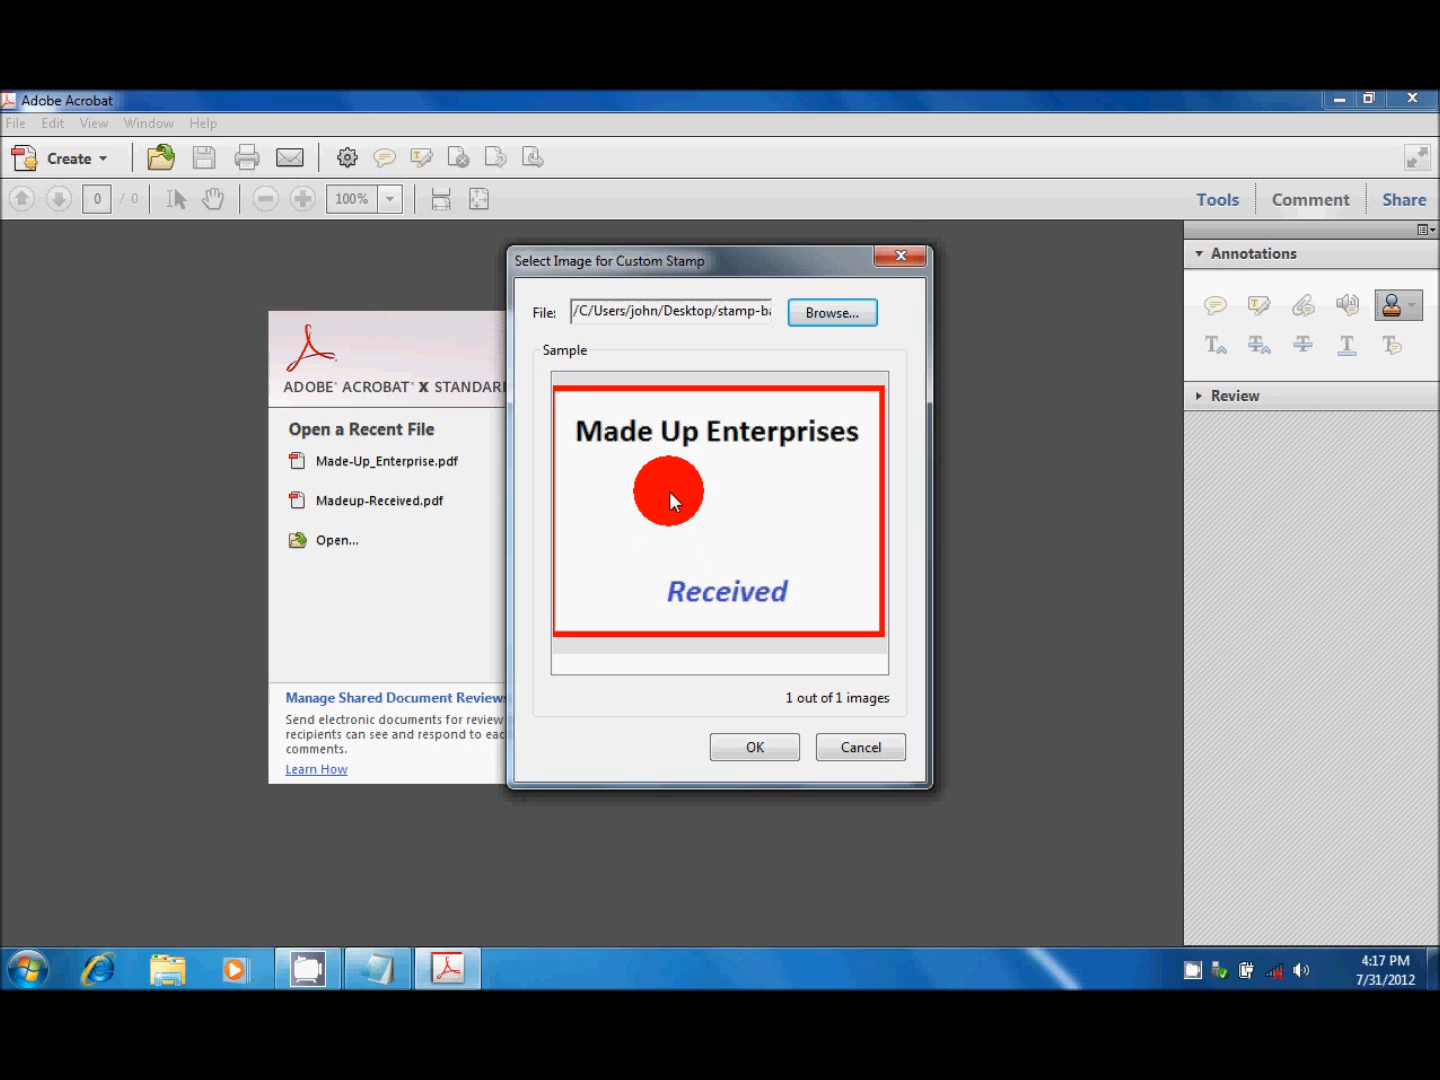 Adobe Acrobat
File Edit View Window Help
Create
0 / 0 100% Tools Comment Share
Select Image for Custom Stamp
File: /C/Users/john/Desktop/stamp-ba Browse...
Sample
Made Up Enterprises
Received
1 out of 1 images
OK Cancel
ADOBE ACROBAT X STANDARD
Open a Recent File
Made-Up_Enterprise.pdf
Madeup-Received.pdf
Open...
Manage Shared Document Reviews
Send electronic documents for review
recipients can see and respond to eac
comments.
Learn How
Annotations
Review
4:17 PM
7/31/2012